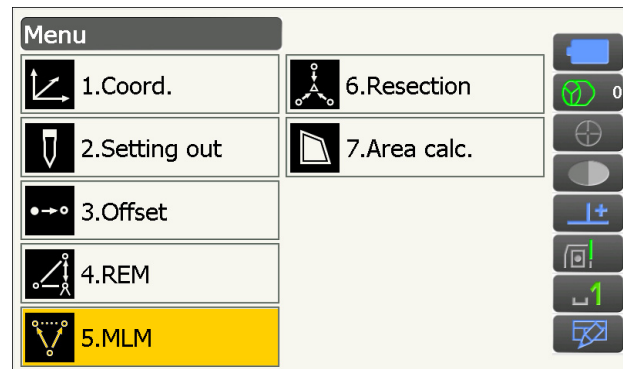 Menu
1.Coord.
2.Setting out
3.Offset
4.REM
5.MLM
6.Resection
7.Area calc.
0
1